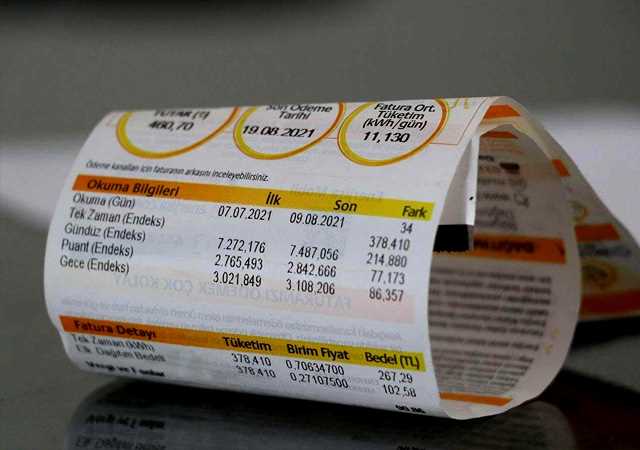 TUTAR (TL)
460,70
Son Ödeme
Tarihi
19.08.2021
Fatura Ort.
Tüketim
(kWh/gün)
11,130
Ödeme kanalları için faturanın arkasını inceleyebilirsiniz.
Okuma Bilgileri İlk Son Fark
Okuma (Gün) 07.07.2021 09.08.2021 34
Tek Zaman (Endeks) 378,410
Gündüz (Endeks) 7.272,176 7.487,056 214,880
Puant (Endeks) 2.765,493 2.842,666 77,173
Gece (Endeks) 3.021,849 3.108,206 86,357
FATURANIZI ÖDEMEK ÇOK KOLAY
Fatura Detayı Tüketim Birim Fiyat Bedel (TL)
Tek Zaman (kWh) 378,410 0,70634700 267,29
Elk. Dağıtım Bedeli 378,410 0,27107500 102,58